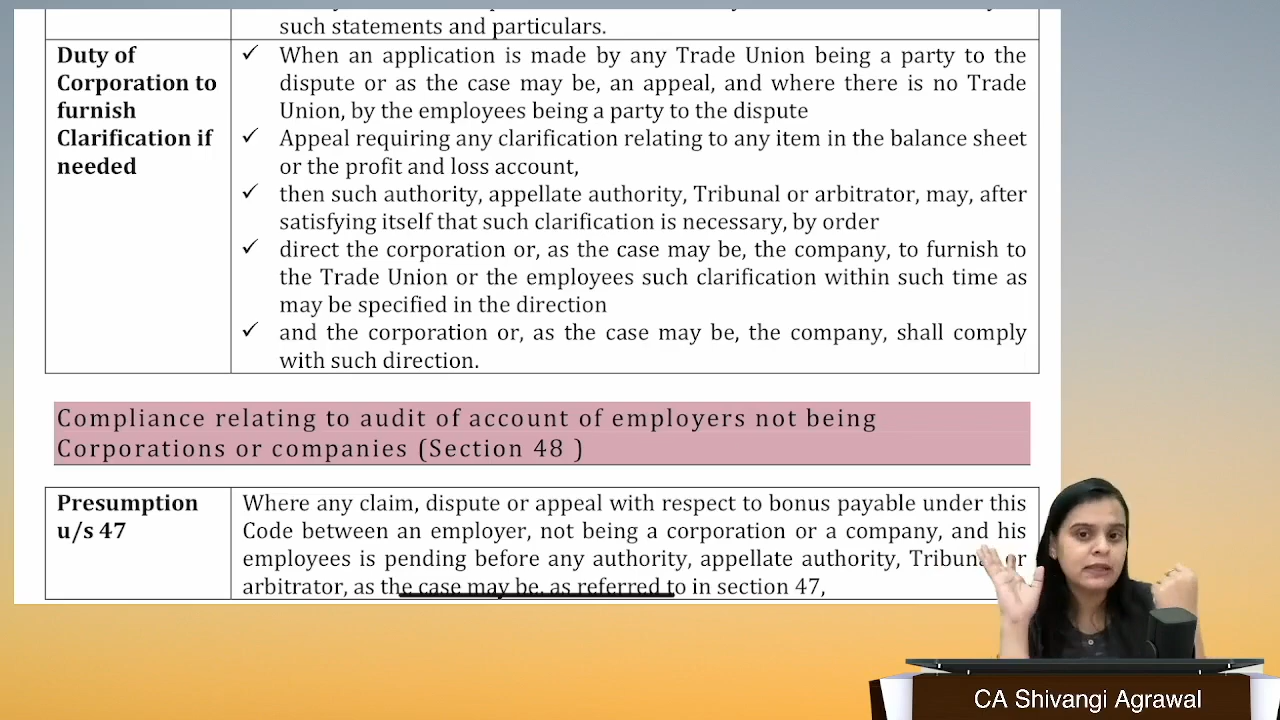 such statements and particulars.
Duty of
Corporation to
furnish
Clarification if
needed
✓ When an application is made by any Trade Union being a party to the
dispute or as the case may be, an appeal, and where there is no Trade
Union, by the employees being a party to the dispute
✓ Appeal requiring any clarification relating to any item in the balance sheet
or the profit and loss account,
✓ then such authority, appellate authority, Tribunal or arbitrator, may, after
satisfying itself that such clarification is necessary, by order
✓ direct the corporation or, as the case may be, the company, to furnish to
the Trade Union or the employees such clarification within such time as
may be specified in the direction
✓ and the corporation or, as the case may be, the company, shall comply
with such direction.
Compliance relating to audit of account of employers not being
Corporations or companies (Section 48 )
Presumption
u/s 47
Where any claim, dispute or appeal with respect to bonus payable under this
Code between an employer, not being a corporation or a company, and his
employees is pending before any authority, appellate authority, Tribunal or
arbitrator, as the case may be, as referred to in section 47,
CA Shivangi Agrawal